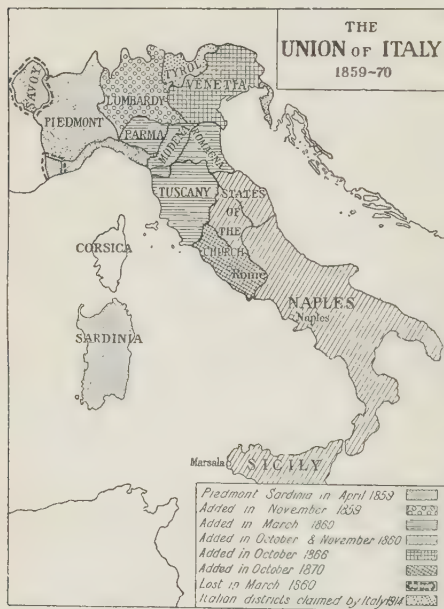 THE
UNION OF ITALY
1859-70
SAVOY
TYROL
VENETIA
LOMBARDY
PIEDMONT
PARMA
MODENA
ROMAGNA
TUSCANY
STATES
OF
THE
CHURCH
Rome
CORSICA
NAPLES
Naples
SARDINIA
Marsala
SICILY
Piedmont Sardinia in April 1859
Added in November 1859
Added in March 1860
Added in October & November 1860
Added in October 1866
Added in October 1870
Lost in March 1860
Italian districts claimed by Italy 1914